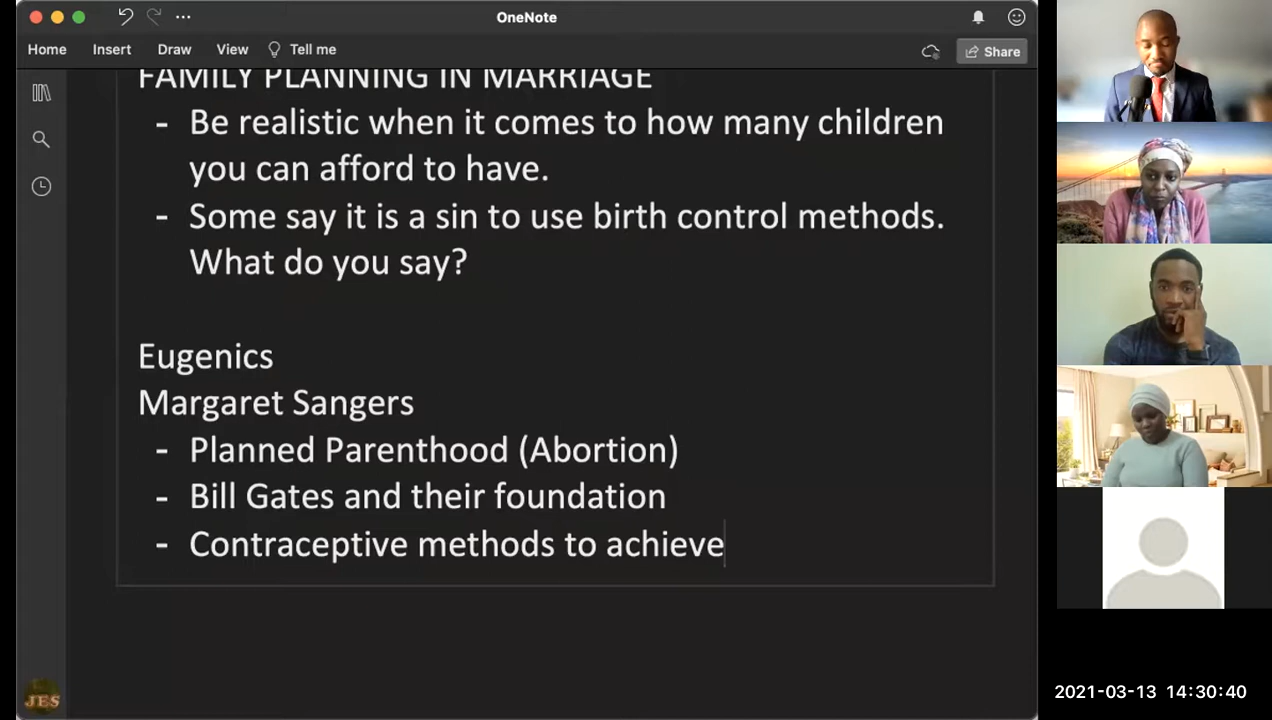 OneNote
Home Insert Draw View Tell me Share
FAMILY PLANNING IN MARRIAGE
- Be realistic when it comes to how many children
you can afford to have.
- Some say it is a sin to use birth control methods.
What do you say?
Eugenics
Margaret Sangers
- Planned Parenthood (Abortion)
- Bill Gates and their foundation
- Contraceptive methods to achieve
JES
2021-03-13 14:30:40